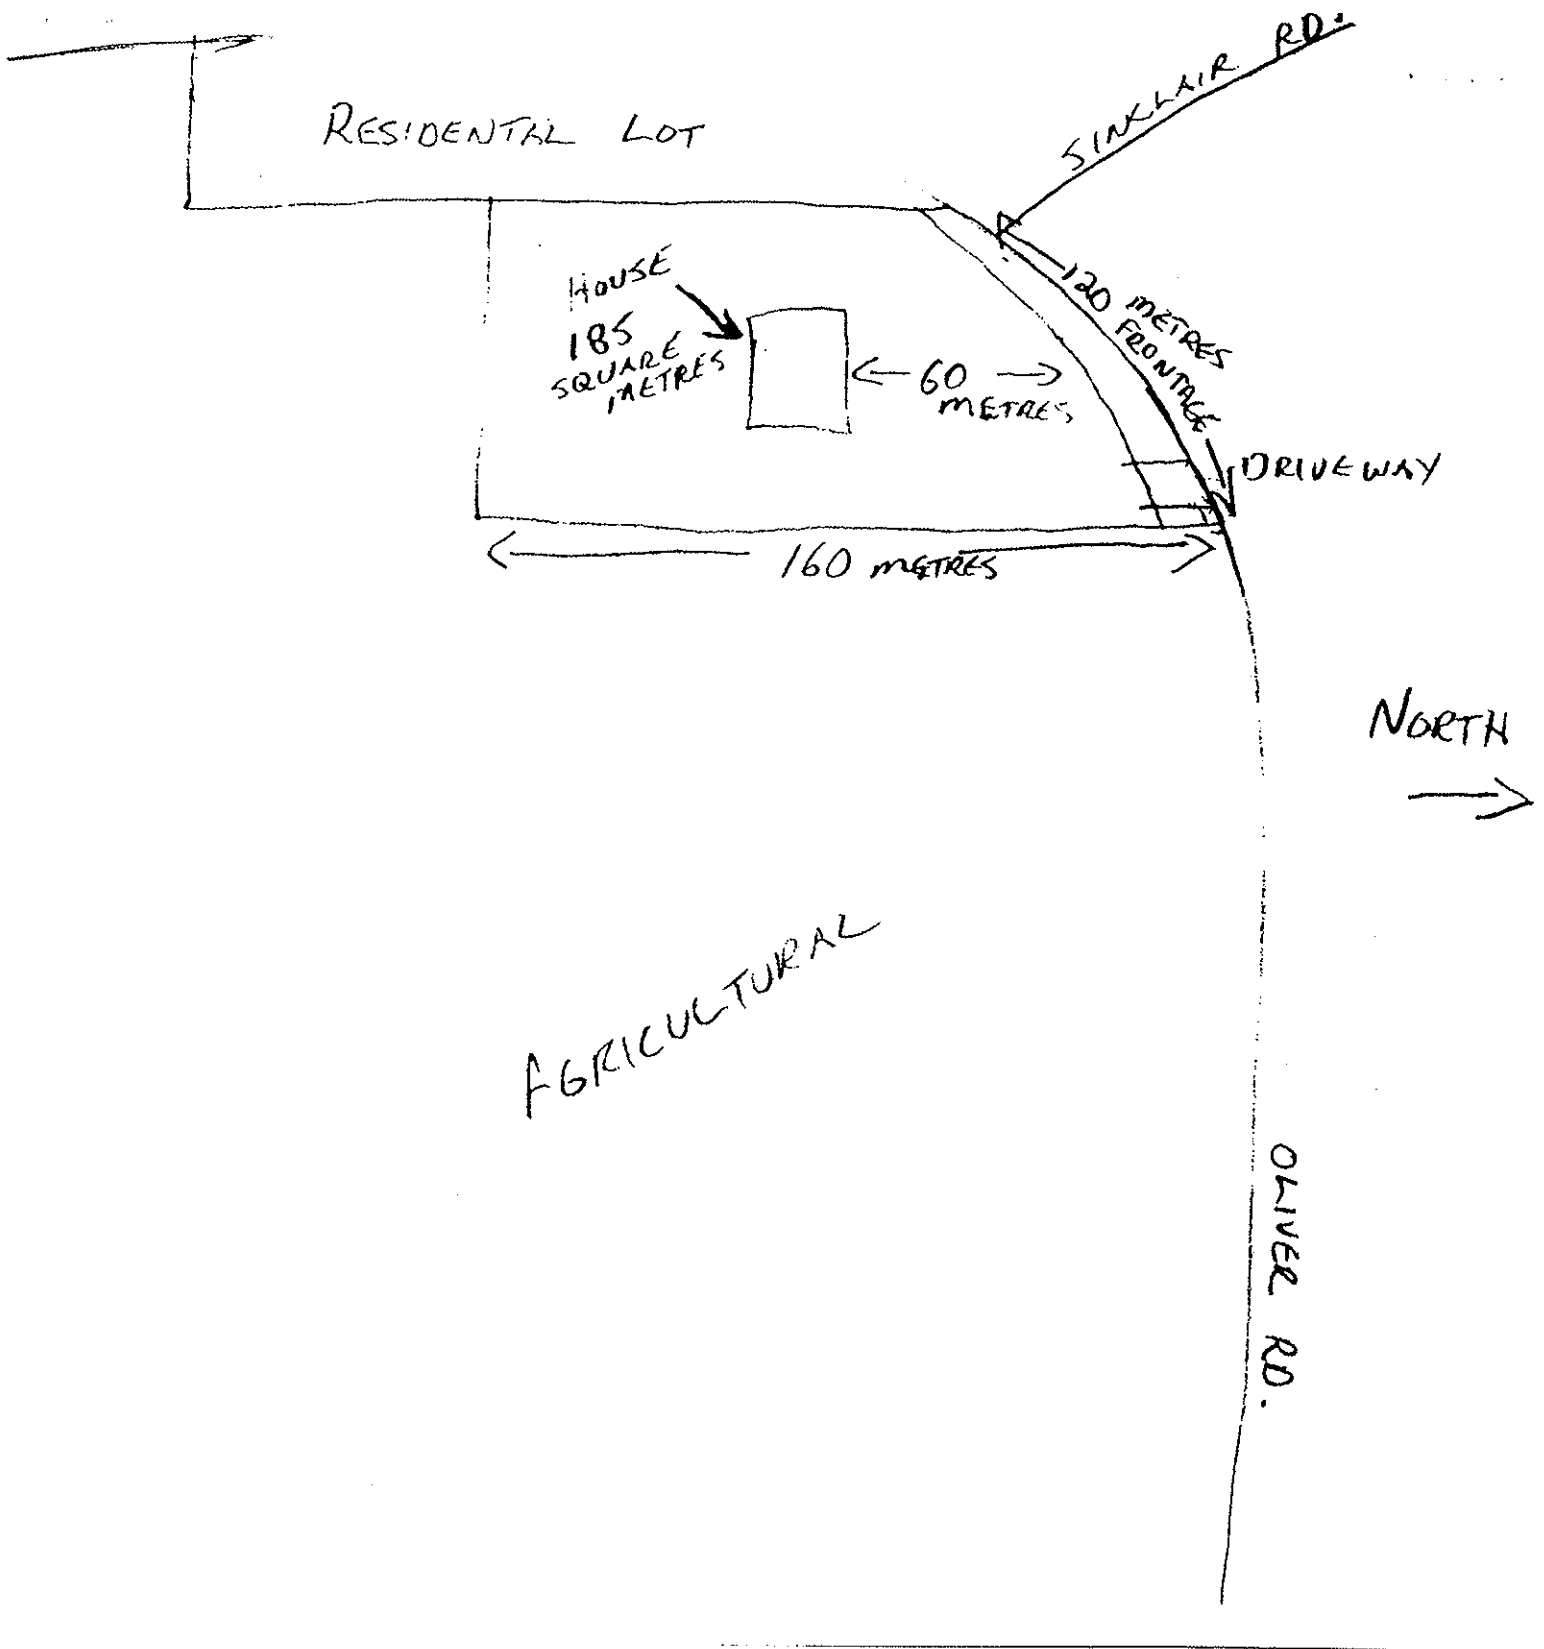 SINKLAIR RD.
RESIDENTAL LOT
HOUSE
185
SQUARE
METRES
120 METRES
FRONTAGE
60
METRES
DRIVEWAY
160 METRES
NORTH
AGRICULTURAL
OLIVER RD.